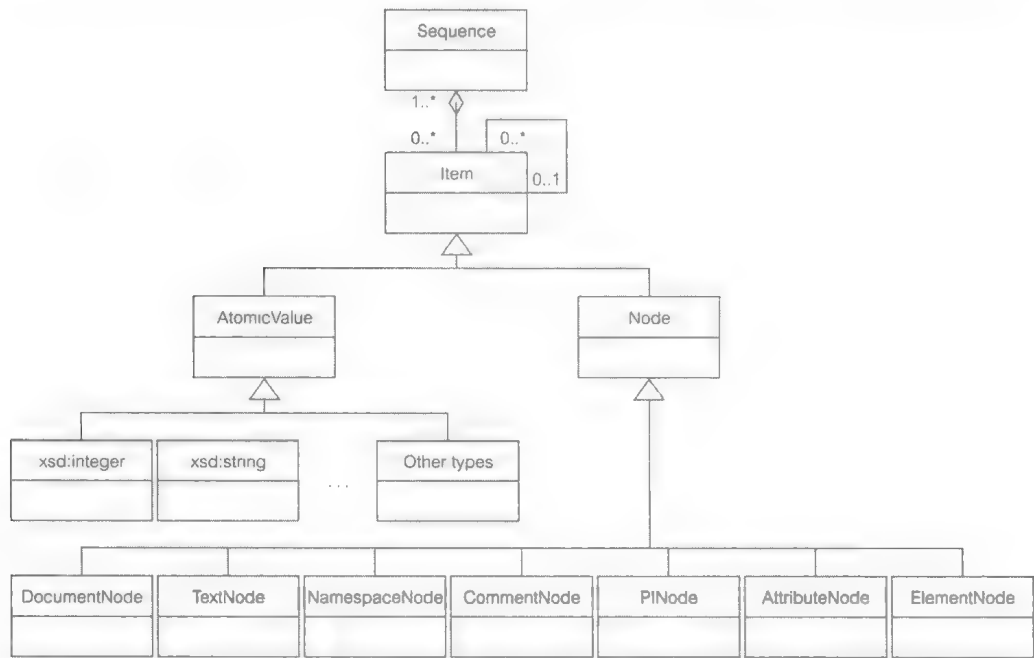 Sequence
1..*
0..* 0..*
Item
0..1
AtomicValue Node
xsd:integer xsd:string Other types
...
DocumentNode TextNode NamespaceNode CommentNode PINode AttributeNode ElementNode